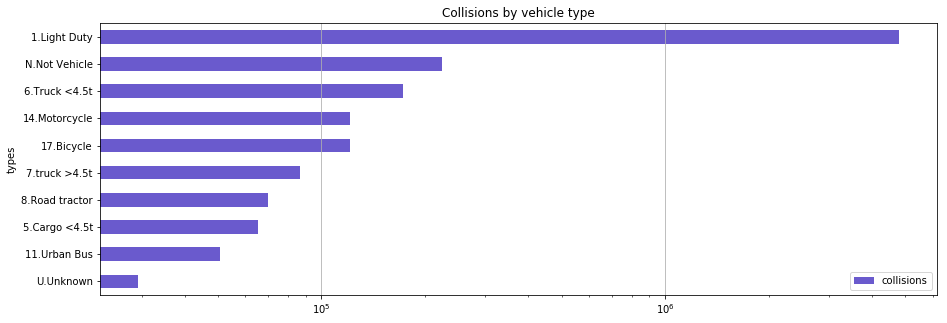 Collisions by vehicle type
types
1.Light Duty
N.Not Vehicle
6.Truck <4.5t
14.Motorcycle
17.Bicycle
7.truck >4.5t
8.Road tractor
5.Cargo <4.5t
11.Urban Bus
U.Unknown
collisions
10⁵ 10⁶